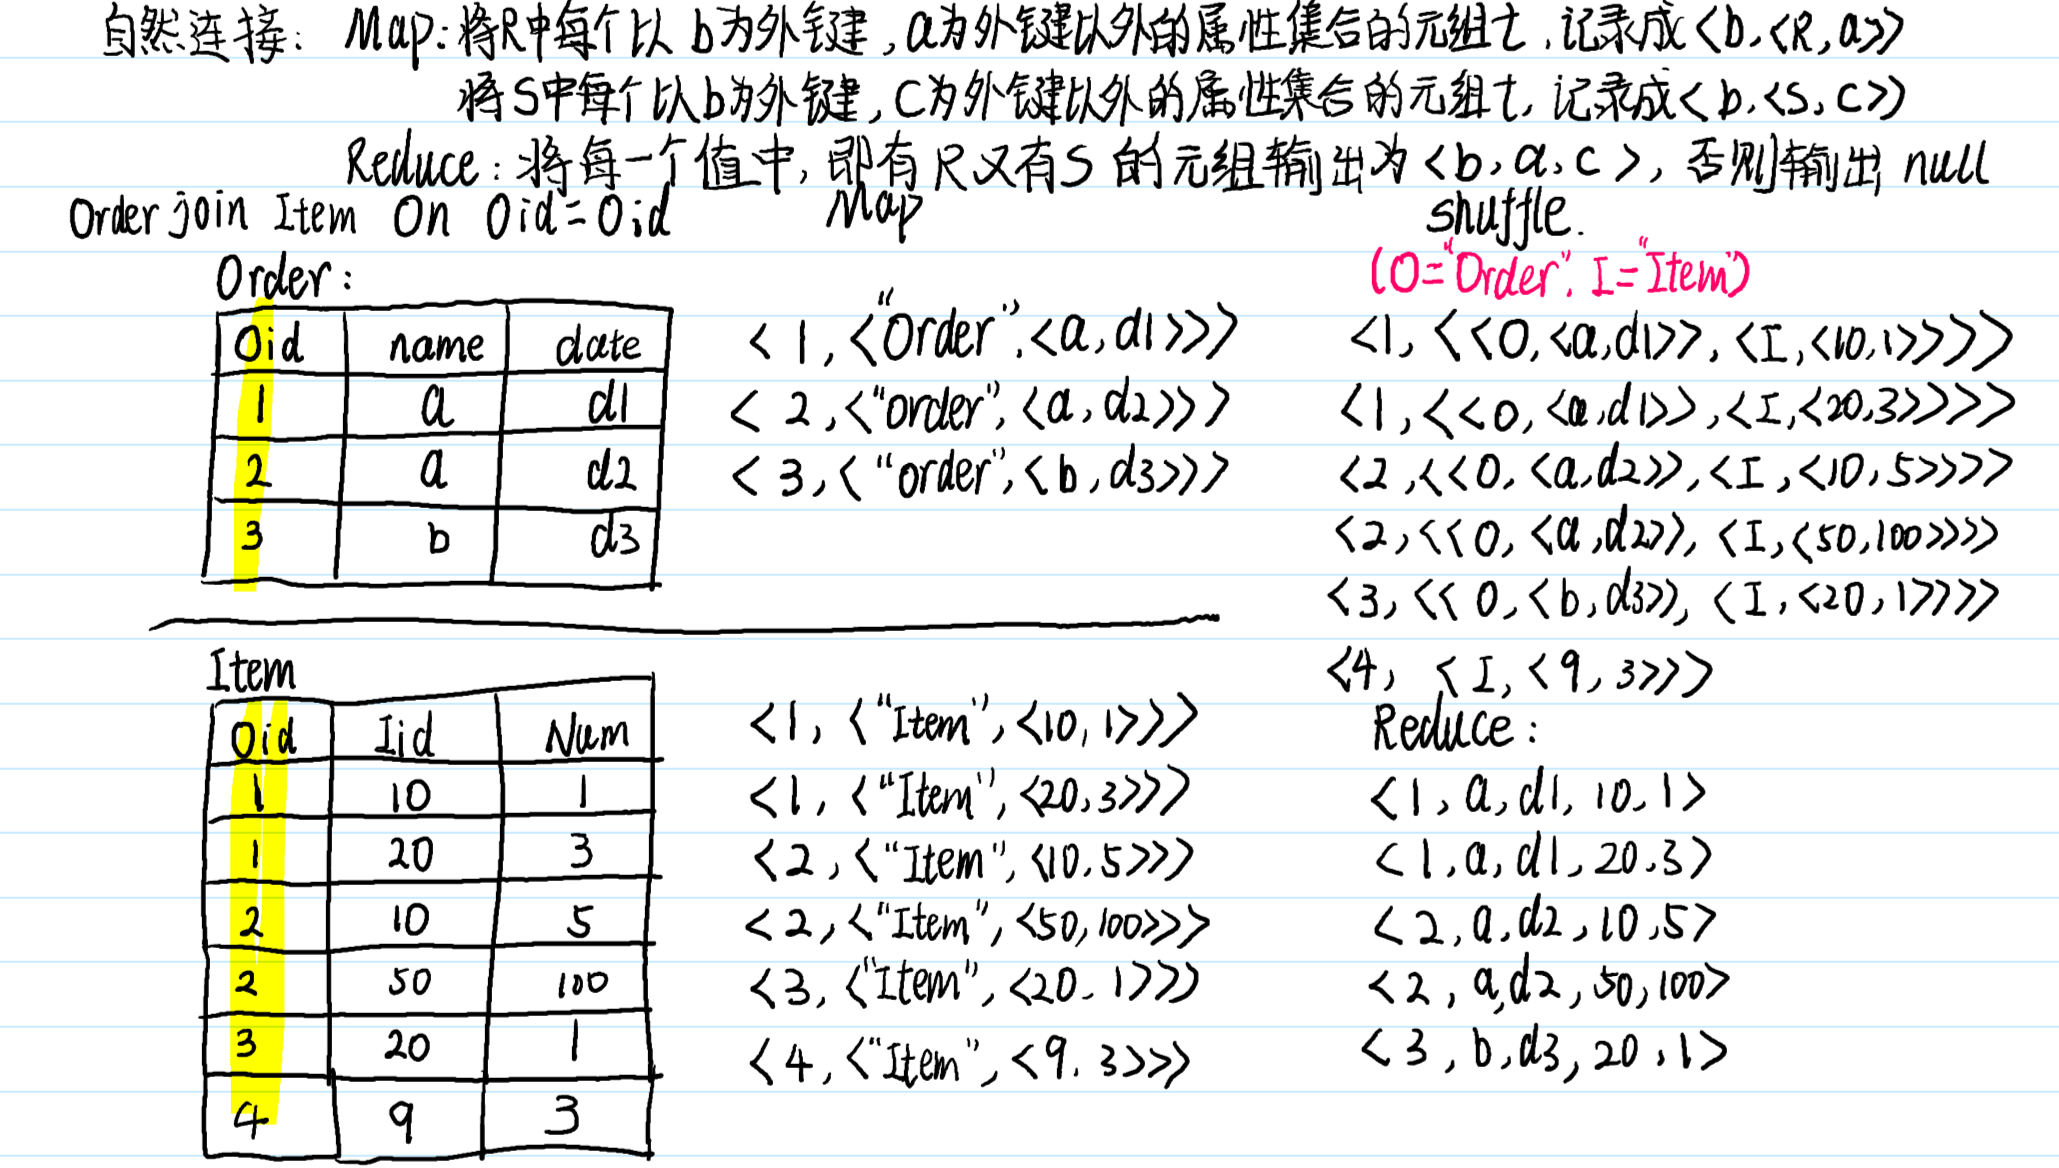 自然连接: Map:将R中每个以b为外键,a为外键以外的属性集合的元组t,记录成<b,<R,a>>
将S中每个以b为外键,C为外键以外的属性集合的元组t,记录成<b,<S,C>>
Reduce:将每一个值中,即有R又有S的元组输出为<b,a,c>,否则输出null
Order join Item On Oid=Oid
Map
shuffle.
(O="Order", I="Item")
Order:
Oid name date
1 a d1
2 a d2
3 b d3
<1,<"Order",<a,d1>>>
<2,<"order",<a,d2>>>
<3,<"order",<b,d3>>>
<1,<<O,<a,d1>>,<I,<10,1>>>>>
<1,<<O,<a,d1>>,<I,<20,3>>>>>
<2,<<O,<a,d2>>,<I,<10,5>>>>
<2,<<O,<a,d2>>,<I,<50,100>>>>
<3,<<O,<b,d3>>,<I,<20,1>>>>
<4,<I,<9,3>>>
Item
Oid Iid Num
1 10 1
1 20 3
2 10 5
2 50 100
3 20 1
4 9 3
<1,<"Item",<10,1>>>
<1,<"Item",<20,3>>>
<2,<"Item",<10,5>>>
<2,<"Item",<50,100>>>
<3,<"Item",<20,1>>>
<4,<"Item",<9,3>>>
Reduce:
<1,a,d1,10,1>
<1,a,d1,20,3>
<2,a,d2,10,5>
<2,a,d2,50,100>
<3,b,d3,20,1>